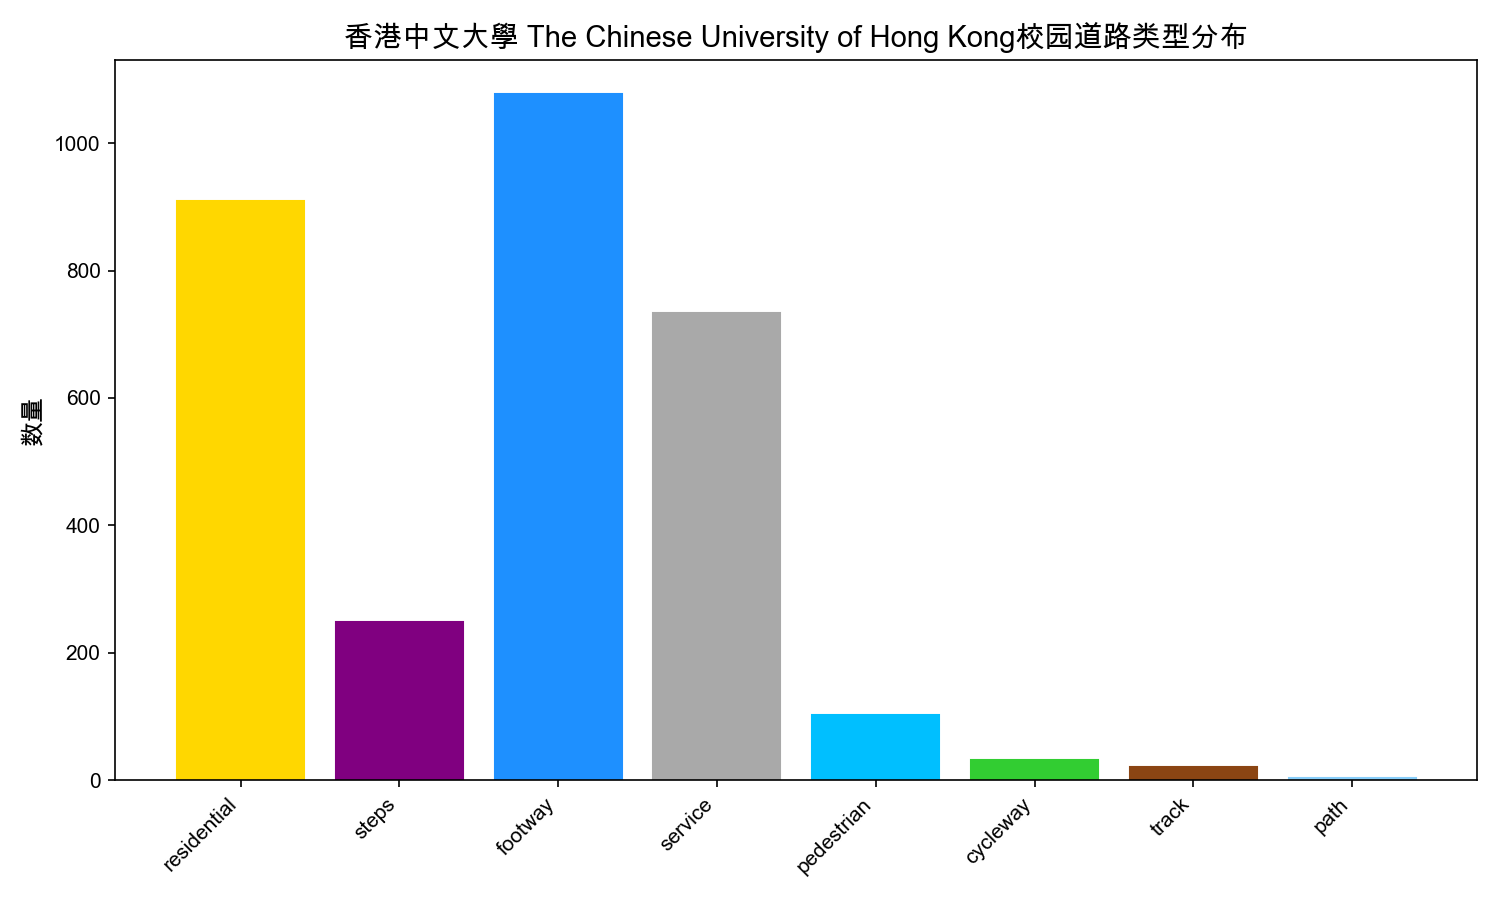 香港中文大學 The Chinese University of Hong Kong校园道路类型分布
数量
1000
800
600
400
200
0
residential
steps
footway
service
pedestrian
cycleway
track
path